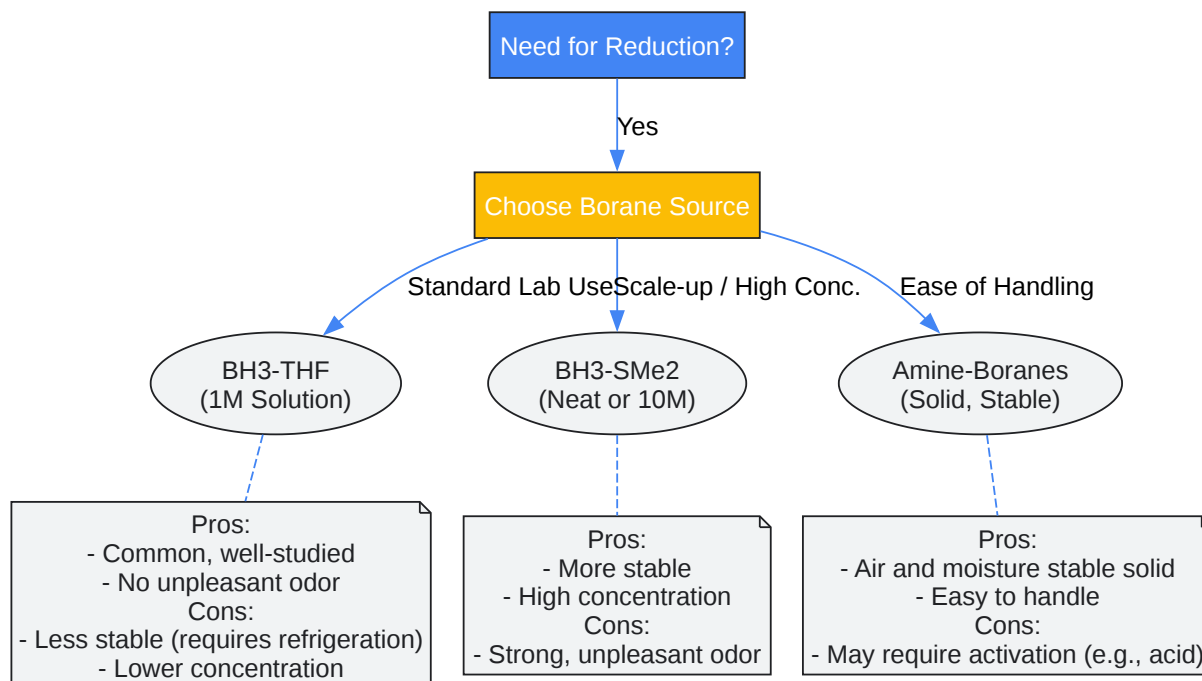 Need for Reduction?
Yes
Choose Borane Source
Standard Lab Use
Scale-up / High Conc.
Ease of Handling
BH3-THF
(1M Solution)
BH3-SMe2
(Neat or 10M)
Amine-Boranes
(Solid, Stable)
Pros:
- Common, well-studied
- No unpleasant odor
Cons:
- Less stable (requires refrigeration)
- Lower concentration
Pros:
- More stable
- High concentration
Cons:
- Strong, unpleasant odor
Pros:
- Air and moisture stable solid
- Easy to handle
Cons:
- May require activation (e.g., acid)